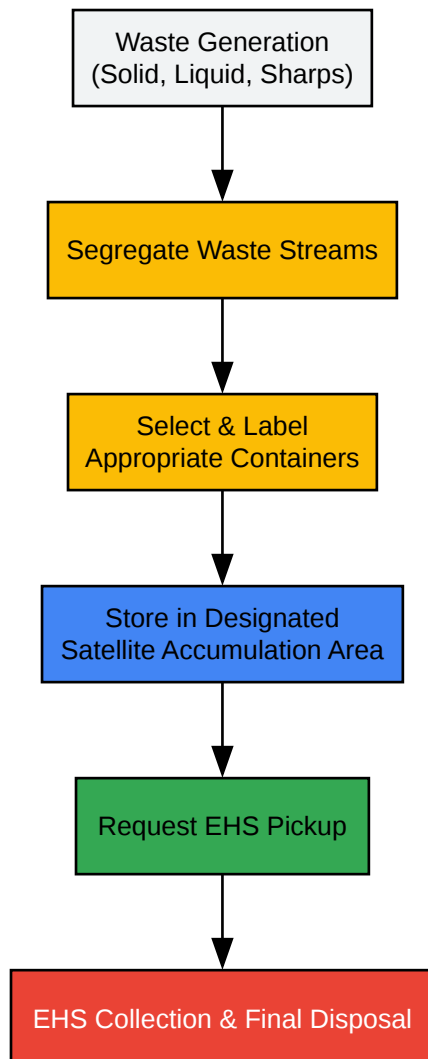 Waste Generation
(Solid, Liquid, Sharps)
Segregate Waste Streams
Select & Label
Appropriate Containers
Store in Designated
Satellite Accumulation Area
Request EHS Pickup
EHS Collection & Final Disposal